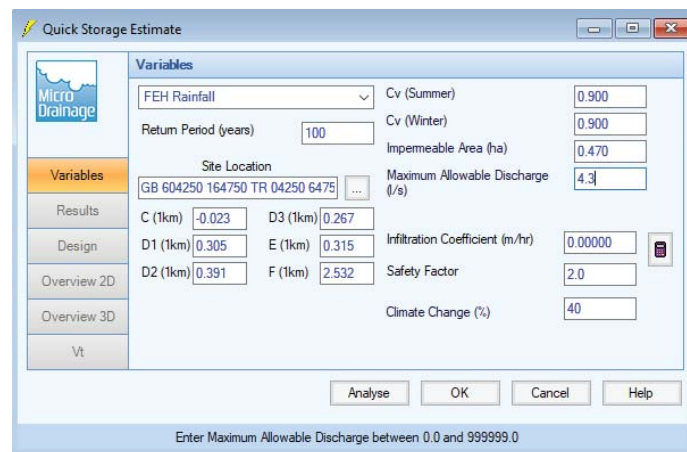 Quick Storage Estimate
Micro
Drainage
Variables
Results
Design
Overview 2D
Overview 3D
Vt
Variables
FEH Rainfall
Return Period (years) 100
Site Location
GB 604250 164750 TR 04250 6475 ...
C (1km) -0.023 D3 (1km) 0.267
D1 (1km) 0.305 E (1km) 0.315
D2 (1km) 0.391 F (1km) 2.532
Cv (Summer) 0.900
Cv (Winter) 0.900
Impermeable Area (ha) 0.470
Maximum Allowable Discharge 4.3
(l/s)
Infiltration Coefficient (m/hr) 0.00000
Safety Factor 2.0
Climate Change (%) 40
Analyse OK Cancel Help
Enter Maximum Allowable Discharge between 0.0 and 999999.0